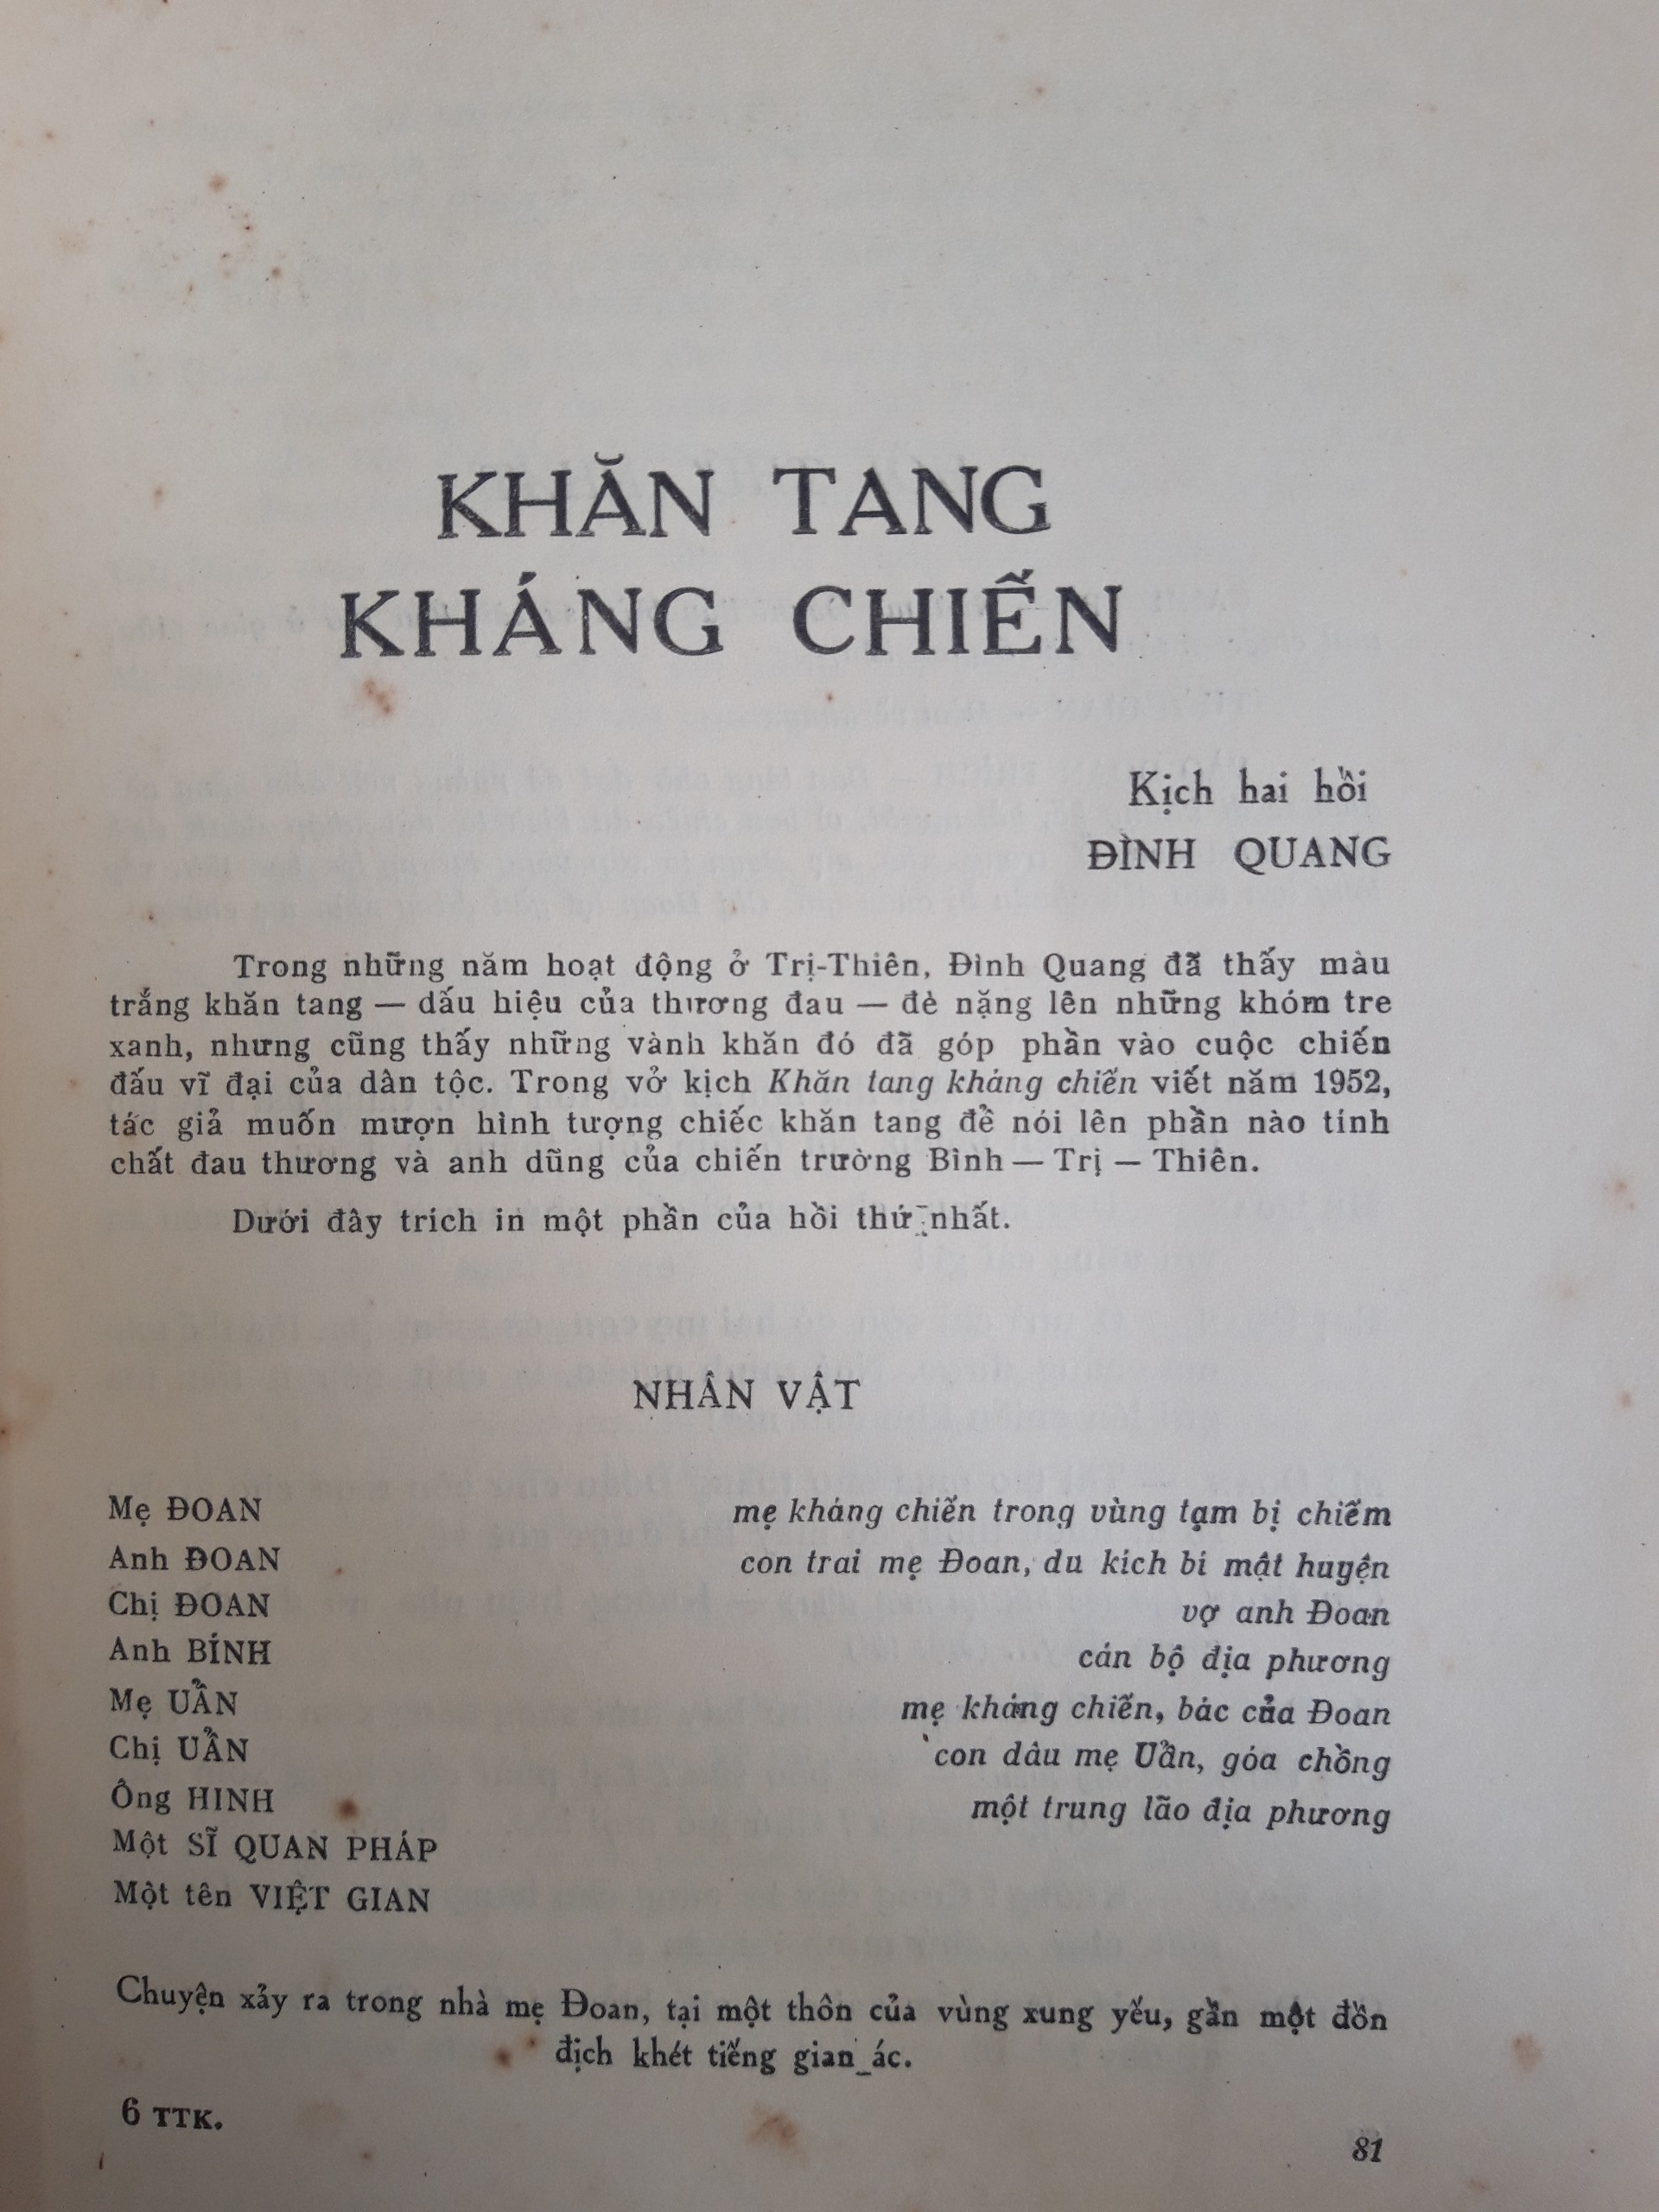 KHĂN TANG
KHÁNG CHIẾN
Kịch hai hồi
ĐÌNH QUANG
Trong những năm hoạt động ở Trị-Thiên, Đình Quang đã thấy màu
trắng khăn tang — dấu hiệu của thương đau — đè nặng lên những khóm tre
xanh, nhưng cũng thấy những vành khăn đó đã góp phần vào cuộc chiến
đấu vĩ đại của dân tộc. Trong vở kịch Khăn tang kháng chiến viết năm 1952,
tác giả muốn mượn hình tượng chiếc khăn tang để nói lên phần nào tính
chất đau thương và anh dũng của chiến trường Bình — Trị — Thiên.
Dưới đây trích in một phần của hồi thứ nhất.
NHÂN VẬT
Mẹ ĐOAN mẹ kháng chiến trong vùng tạm bị chiếm
Anh ĐOAN con trai mẹ Đoan, du kích bí mật huyện
Chị ĐOAN vợ anh Đoan
Anh BÍNH cán bộ địa phương
Mẹ UẨN mẹ kháng chiến, bác của Đoan
Chị UẨN con dâu mẹ Uẩn, góa chồng
Ông HINH một trung lão địa phương
Một SĨ QUAN PHÁP
Một tên VIỆT GIAN
Chuyện xảy ra trong nhà mẹ Đoan, tại một thôn của vùng xung yếu, gần một đồn
địch khét tiếng gian ác.
6 TTK.
81